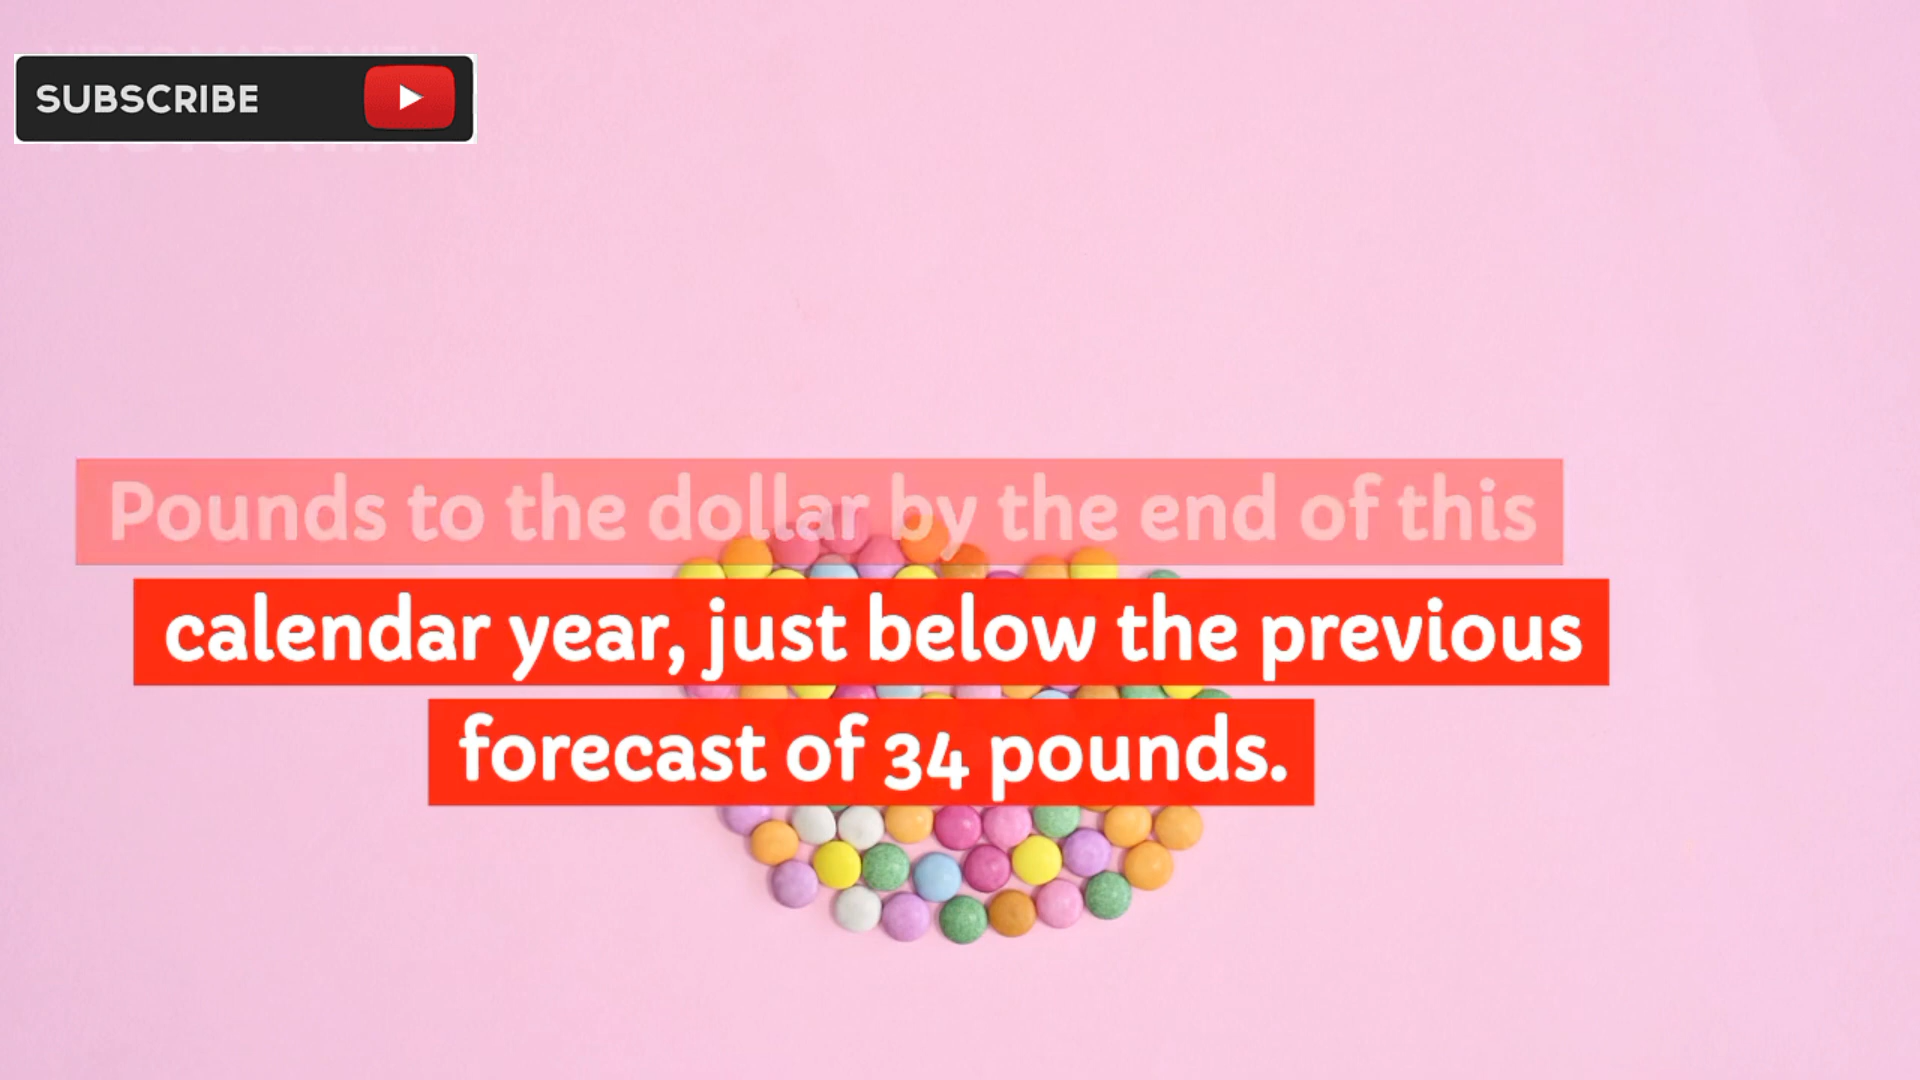 SUBSCRIBE
Pounds to the dollar by the end of this
calendar year, just below the previous
forecast of 34 pounds.